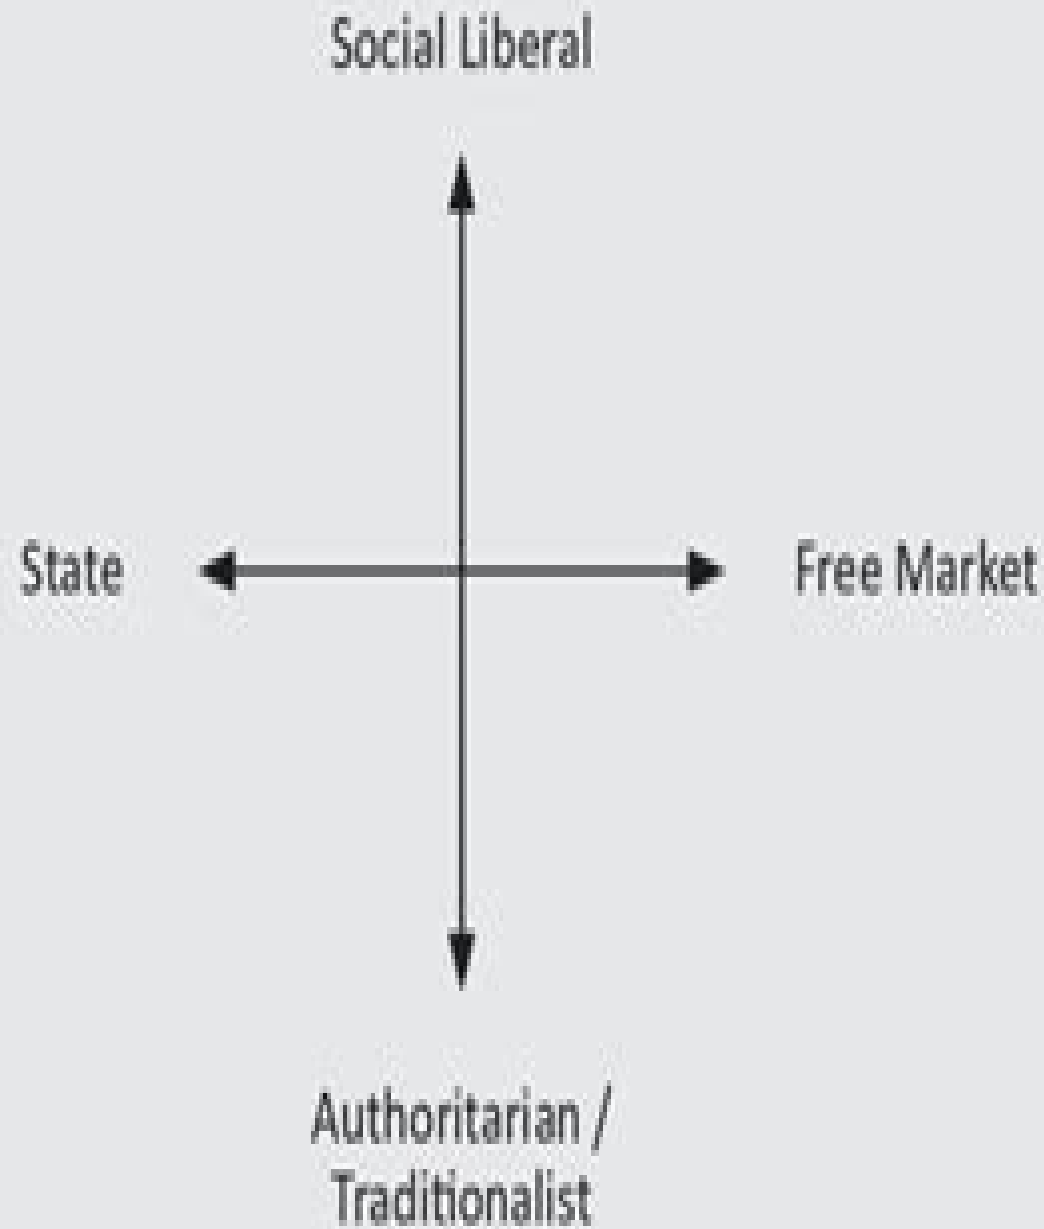 Social Liberal
State
Free Market
Authoritarian /
Traditionalist